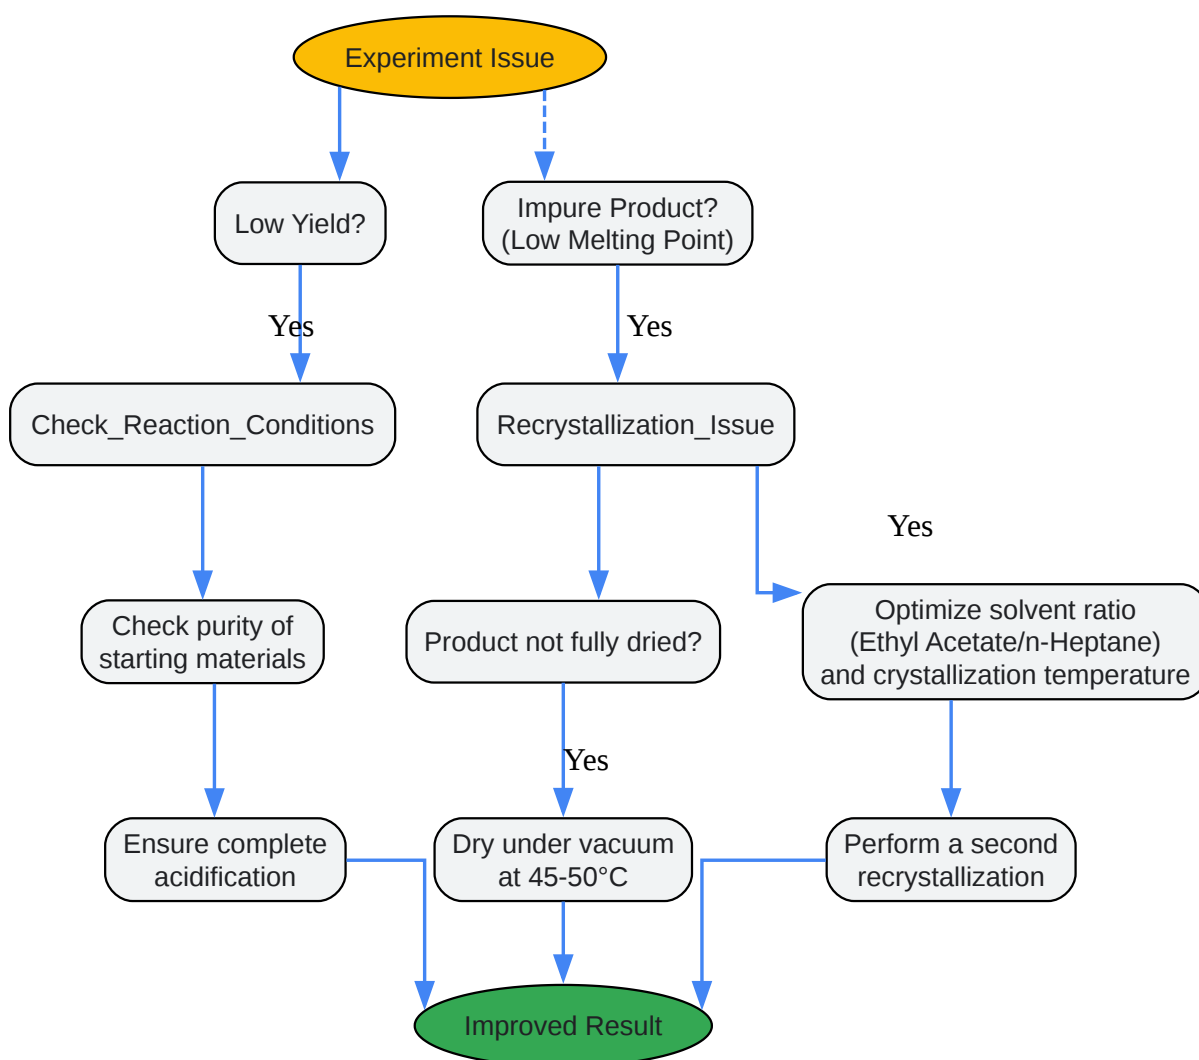 Experiment Issue
Low Yield?
Impure Product?
(Low Melting Point)
Yes
Yes
Check_Reaction_Conditions
Recrystallization_Issue
Yes
Check purity of
starting materials
Product not fully dried?
Optimize solvent ratio
(Ethyl Acetate/n-Heptane)
and crystallization temperature
Yes
Ensure complete
acidification
Dry under vacuum
at 45-50°C
Perform a second
recrystallization
Improved Result